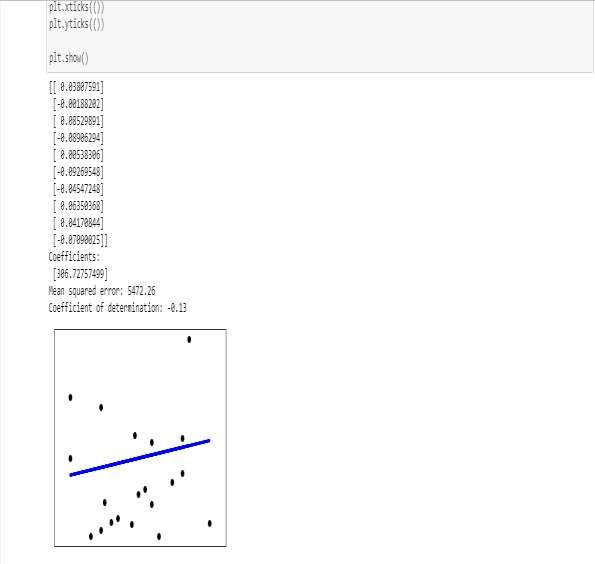 plt.xticks(())
plt.yticks(())
plt.show()
[[ 0.03807591]
[-0.00188202]
[ 0.08529891]
[-0.08906294]
[ 0.00538306]
[-0.09269548]
[-0.04547248]
[ 0.06350368]
[ 0.04170844]
[-0.07090025]]
Coefficients:
[306.72757499]
Mean squared error: 5472.26
Coefficient of determination: -0.13